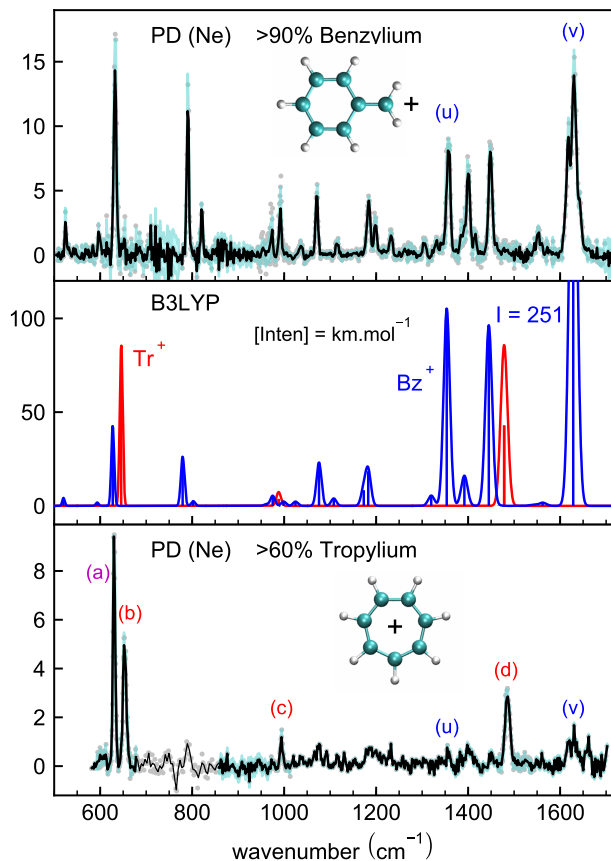 PD (Ne) >90% Benzylium
(v)
+
(u)
15
10
5
0
B3LYP
I = 251
[Inten] = km.mol⁻¹
Tr⁺
Bz⁺
100
50
0
PD (Ne) >60% Tropylium
(a)
(b)
+
(c)
(d)
(u)
(v)
8
6
4
2
0
600 800 1000 1200 1400 1600
wavenumber (cm⁻¹)